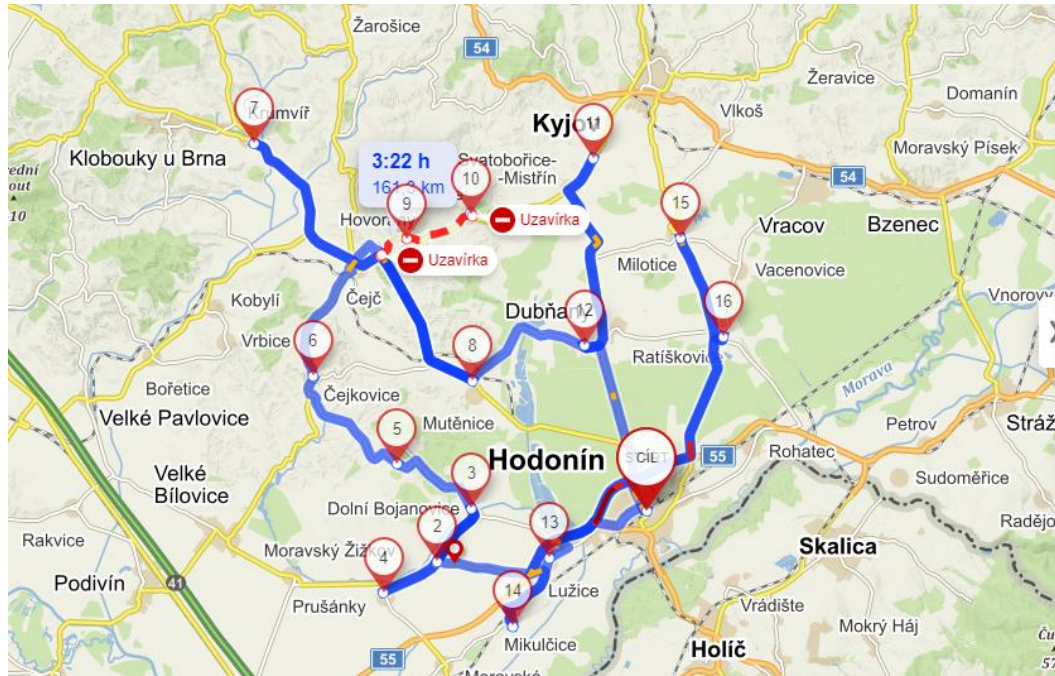 Žarošice
54
Žeravice
Domanín
7
Krumvíř
Vlkoš
11
Kyjov
Klobouky u Brna
Moravský Písek
3:22 h
161,3 km
Svatobořice-
-Mistřín
54
10
9
Hovorany
Uzavírka
15
Vracov
Bzenec
Uzavírka
Milotice
Vacenovice
Kobylí
Čejč
Vnorovy
Dubňany
12
16
Vrbice
6
8
Ratíškovice
Morava
Bořetice
Čejkovice
Velké Pavlovice
Mutěnice
Petrov
Stráž
5
Hodonín
CÍL
55
Rohatec
Velké
Bílovice
3
Sudoměřice
Dolní Bojanovice
13
Radějo
Rakvice
2
Moravský Žižkov
Skalica
4
Podivín
41
14
Lužice
Prušánky
Vrádiště
Mokrý Háj
Mikulčice
Holíč
55
Moravská